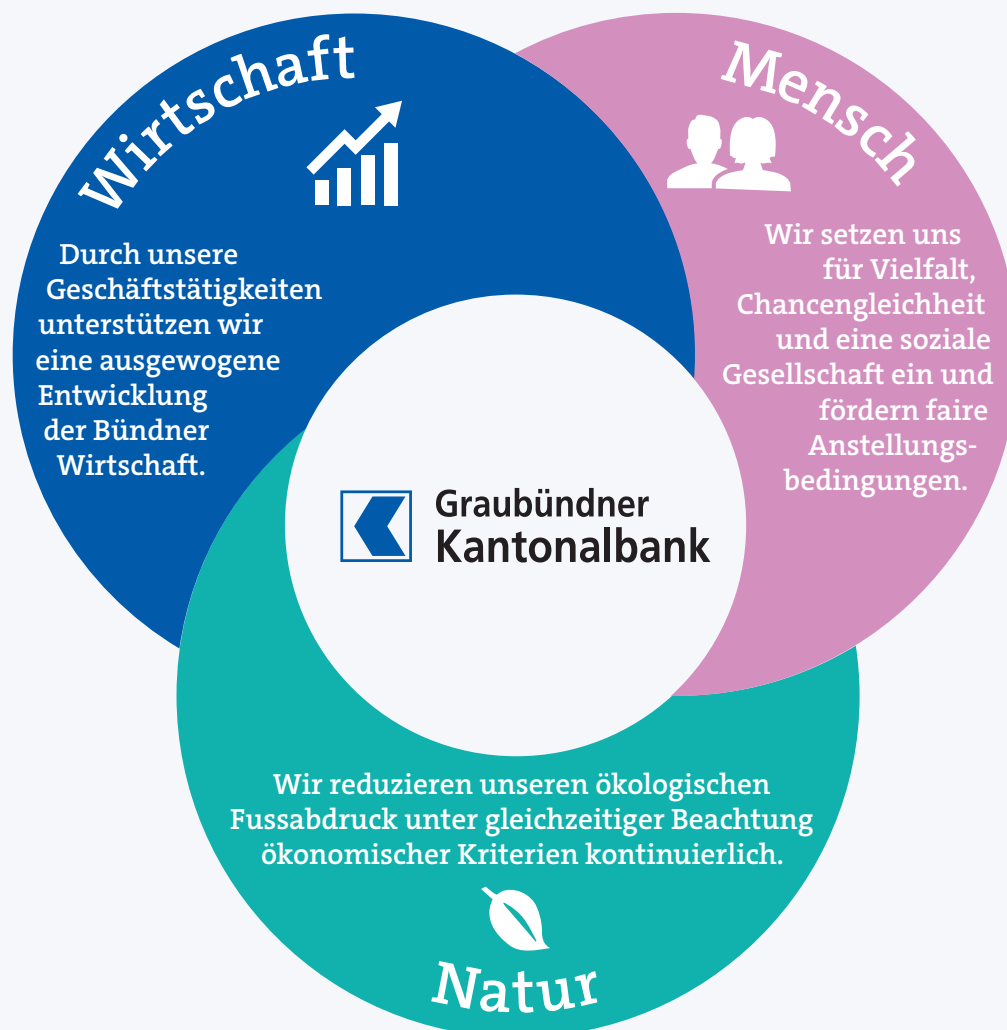 Wirtschaft
Durch unsere
Geschäftstätigkeiten
unterstützen wir
eine ausgewogene
Entwicklung
der Bündner
Wirtschaft.
Mensch
Wir setzen uns
für Vielfalt,
Chancengleichheit
und eine soziale
Gesellschaft ein und
fördern faire
Anstellungs-
bedingungen.
Graubündner
Kantonalbank
Wir reduzieren unseren ökologischen
Fussabdruck unter gleichzeitiger Beachtung
ökonomischer Kriterien kontinuierlich.
Natur